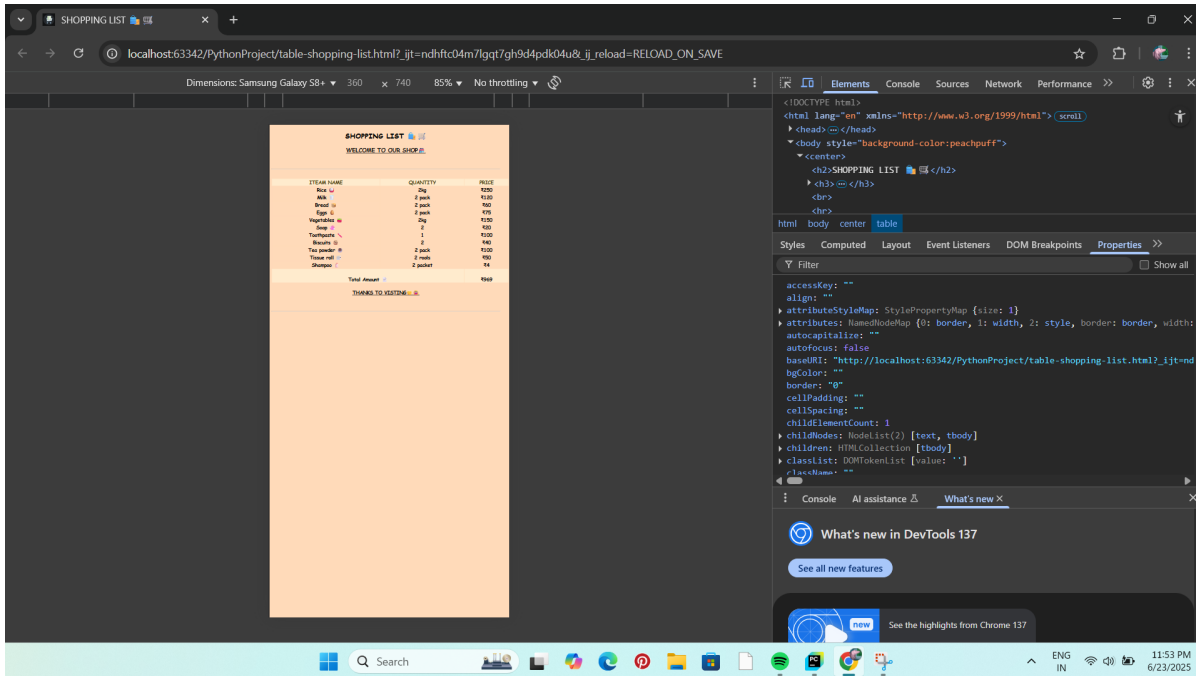 SHOPPING LIST 🛍️ 🛒
localhost:63342/PythonProject/table-shopping-list.html?_ijt=ndhftc04m7lgqt7gh9d4pdk04u&_ij_reload=RELOAD_ON_SAVE
Dimensions: Samsung Galaxy S8+ 360 x 740 85% No throttling
Elements Console Sources Network Performance
SHOPPING LIST 🛍️ 🛒
WELCOME TO OUR SHOP
ITEAM NAME QUANTITY PRICE
Rice 2kg ₹250
Milk 2 pack ₹120
Bread 2 pack ₹60
Eggs 2 pack ₹75
Vegetables 2kg ₹150
Soap 2 ₹20
Toothpaste 1 ₹100
Biscuits 2 ₹40
Tea powder 2 pack ₹100
Tissue roll 2 rools ₹50
Shampoo 2 packet ₹4
Total Amount ₹969
THANKS TO VISTING
<!DOCTYPE html>
<html lang="en" xmlns="http://www.w3.org/1999/html"> scroll
<head> </head>
<body style="background-color:peachpuff">
<center>
<h2>SHOPPING LIST 🛍️ 🛒</h2>
<h3> </h3>
<br>
<hr>
html body center table
Styles Computed Layout Event Listeners DOM Breakpoints Properties
Filter Show all
accessKey: ""
align: ""
attributeStyleMap: StylePropertyMap {size: 1}
attributes: NamedNodeMap {0: border, 1: width, 2: style, border: border, width:
autocapitalize: ""
autofocus: false
baseURI: "http://localhost:63342/PythonProject/table-shopping-list.html?_ijt=nd
bgColor: ""
border: "0"
cellPadding: ""
cellSpacing: ""
childElementCount: 1
childNodes: NodeList(2) [text, tbody]
children: HTMLCollection [tbody]
classList: DOMTokenList [value: '']
className: ""
Console AI assistance What's new
What's new in DevTools 137
See all new features
new
See the highlights from Chrome 137
Search
ENG
IN
11:53 PM
6/23/2025